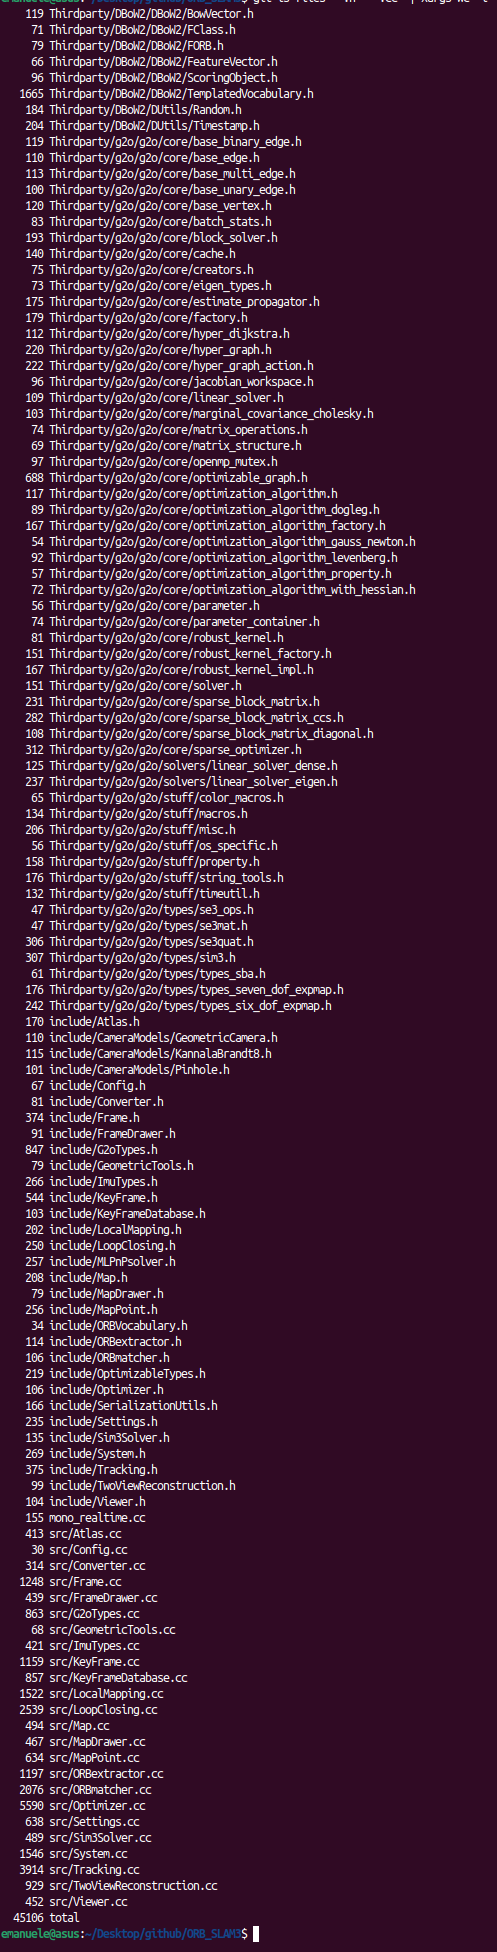 119 Thirdparty/DBoW2/DBoW2/BowVector.h
71 Thirdparty/DBoW2/DBoW2/FClass.h
79 Thirdparty/DBoW2/DBoW2/FORB.h
66 Thirdparty/DBoW2/DBoW2/FeatureVector.h
96 Thirdparty/DBoW2/DBoW2/ScoringObject.h
1665 Thirdparty/DBoW2/DBoW2/TemplatedVocabulary.h
184 Thirdparty/DBoW2/DUtils/Random.h
204 Thirdparty/DBoW2/DUtils/Timestamp.h
119 Thirdparty/g2o/g2o/core/base_binary_edge.h
110 Thirdparty/g2o/g2o/core/base_edge.h
113 Thirdparty/g2o/g2o/core/base_multi_edge.h
100 Thirdparty/g2o/g2o/core/base_unary_edge.h
120 Thirdparty/g2o/g2o/core/base_vertex.h
83 Thirdparty/g2o/g2o/core/batch_stats.h
193 Thirdparty/g2o/g2o/core/block_solver.h
140 Thirdparty/g2o/g2o/core/cache.h
75 Thirdparty/g2o/g2o/core/creators.h
73 Thirdparty/g2o/g2o/core/eigen_types.h
175 Thirdparty/g2o/g2o/core/estimate_propagator.h
179 Thirdparty/g2o/g2o/core/factory.h
112 Thirdparty/g2o/g2o/core/hyper_dijkstra.h
220 Thirdparty/g2o/g2o/core/hyper_graph.h
222 Thirdparty/g2o/g2o/core/hyper_graph_action.h
96 Thirdparty/g2o/g2o/core/jacobian_workspace.h
109 Thirdparty/g2o/g2o/core/linear_solver.h
103 Thirdparty/g2o/g2o/core/marginal_covariance_cholesky.h
74 Thirdparty/g2o/g2o/core/matrix_operations.h
69 Thirdparty/g2o/g2o/core/matrix_structure.h
97 Thirdparty/g2o/g2o/core/openmp_mutex.h
688 Thirdparty/g2o/g2o/core/optimizable_graph.h
117 Thirdparty/g2o/g2o/core/optimization_algorithm.h
89 Thirdparty/g2o/g2o/core/optimization_algorithm_dogleg.h
167 Thirdparty/g2o/g2o/core/optimization_algorithm_factory.h
54 Thirdparty/g2o/g2o/core/optimization_algorithm_gauss_newton.h
92 Thirdparty/g2o/g2o/core/optimization_algorithm_levenberg.h
57 Thirdparty/g2o/g2o/core/optimization_algorithm_property.h
72 Thirdparty/g2o/g2o/core/optimization_algorithm_with_hessian.h
56 Thirdparty/g2o/g2o/core/parameter.h
74 Thirdparty/g2o/g2o/core/parameter_container.h
81 Thirdparty/g2o/g2o/core/robust_kernel.h
151 Thirdparty/g2o/g2o/core/robust_kernel_factory.h
167 Thirdparty/g2o/g2o/core/robust_kernel_impl.h
151 Thirdparty/g2o/g2o/core/solver.h
231 Thirdparty/g2o/g2o/core/sparse_block_matrix.h
282 Thirdparty/g2o/g2o/core/sparse_block_matrix_ccs.h
108 Thirdparty/g2o/g2o/core/sparse_block_matrix_diagonal.h
312 Thirdparty/g2o/g2o/core/sparse_optimizer.h
125 Thirdparty/g2o/g2o/solvers/linear_solver_dense.h
237 Thirdparty/g2o/g2o/solvers/linear_solver_eigen.h
65 Thirdparty/g2o/g2o/stuff/color_macros.h
134 Thirdparty/g2o/g2o/stuff/macros.h
206 Thirdparty/g2o/g2o/stuff/misc.h
56 Thirdparty/g2o/g2o/stuff/os_specific.h
158 Thirdparty/g2o/g2o/stuff/property.h
176 Thirdparty/g2o/g2o/stuff/string_tools.h
132 Thirdparty/g2o/g2o/stuff/timeutil.h
47 Thirdparty/g2o/g2o/types/se3_ops.h
47 Thirdparty/g2o/g2o/types/se3mat.h
306 Thirdparty/g2o/g2o/types/se3quat.h
307 Thirdparty/g2o/g2o/types/sim3.h
61 Thirdparty/g2o/g2o/types/types_sba.h
176 Thirdparty/g2o/g2o/types/types_seven_dof_expmap.h
242 Thirdparty/g2o/g2o/types/types_six_dof_expmap.h
170 include/Atlas.h
110 include/CameraModels/GeometricCamera.h
115 include/CameraModels/KannalaBrandt8.h
101 include/CameraModels/Pinhole.h
67 include/Config.h
81 include/Converter.h
374 include/Frame.h
91 include/FrameDrawer.h
847 include/G2oTypes.h
79 include/GeometricTools.h
266 include/ImuTypes.h
544 include/KeyFrame.h
103 include/KeyFrameDatabase.h
202 include/LocalMapping.h
250 include/LoopClosing.h
257 include/MLPnPsolver.h
208 include/Map.h
79 include/MapDrawer.h
256 include/MapPoint.h
34 include/ORBVocabulary.h
114 include/ORBextractor.h
106 include/ORBmatcher.h
219 include/OptimizableTypes.h
106 include/Optimizer.h
166 include/SerializationUtils.h
235 include/Settings.h
135 include/Sim3Solver.h
269 include/System.h
375 include/Tracking.h
99 include/TwoViewReconstruction.h
104 include/Viewer.h
155 mono_realtime.cc
413 src/Atlas.cc
30 src/Config.cc
314 src/Converter.cc
1248 src/Frame.cc
439 src/FrameDrawer.cc
863 src/G2oTypes.cc
68 src/GeometricTools.cc
421 src/ImuTypes.cc
1159 src/KeyFrame.cc
857 src/KeyFrameDatabase.cc
1522 src/LocalMapping.cc
2539 src/LoopClosing.cc
494 src/Map.cc
467 src/MapDrawer.cc
634 src/MapPoint.cc
1197 src/ORBextractor.cc
2076 src/ORBmatcher.cc
5590 src/Optimizer.cc
638 src/Settings.cc
489 src/Sim3Solver.cc
1546 src/System.cc
3914 src/Tracking.cc
929 src/TwoViewReconstruction.cc
452 src/Viewer.cc
45106 total
emanuele@asus:~/Desktop/github/ORB_SLAM3$